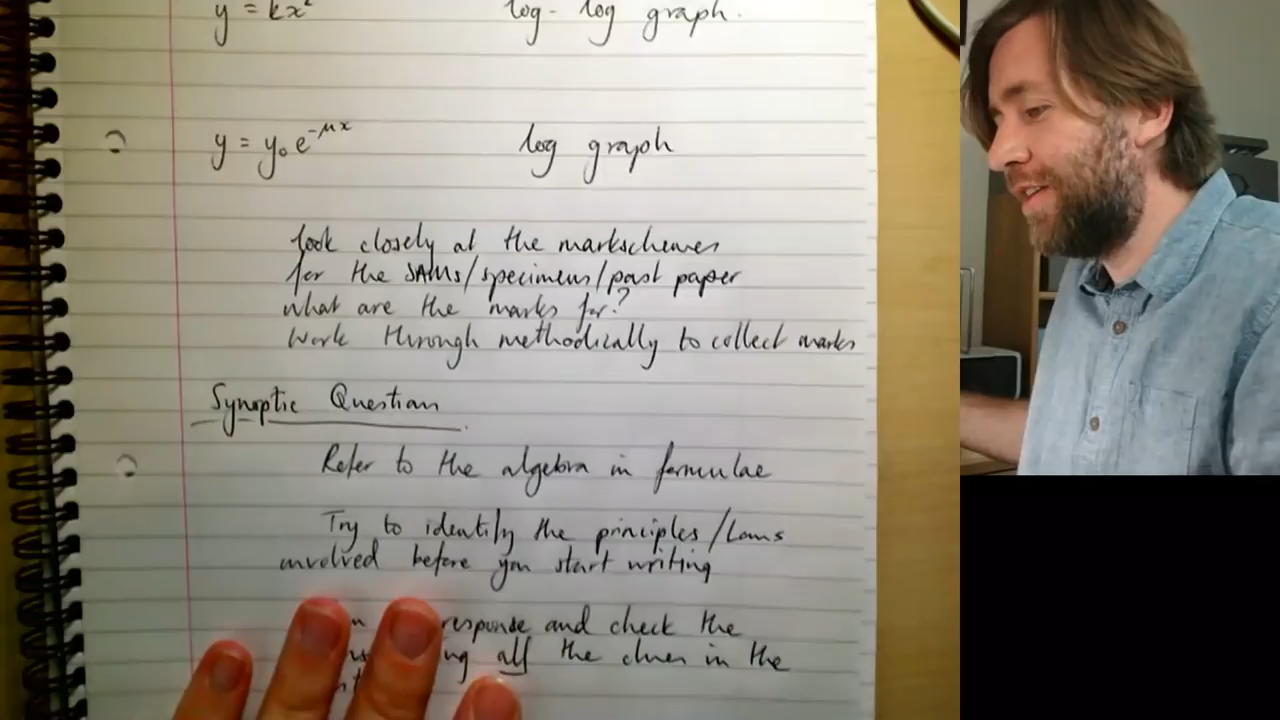 y = kx²
log-log graph.
y = y₀e^-μx
log graph
look closely at the markschemes
for the SAMs/specimens/past paper
what are the marks for?
Work through methodically to collect marks
Synoptic Question
Refer to the algebra in formulae
Try to identify the principles/laws
involved before you start writing
response and check the
all the clues in the